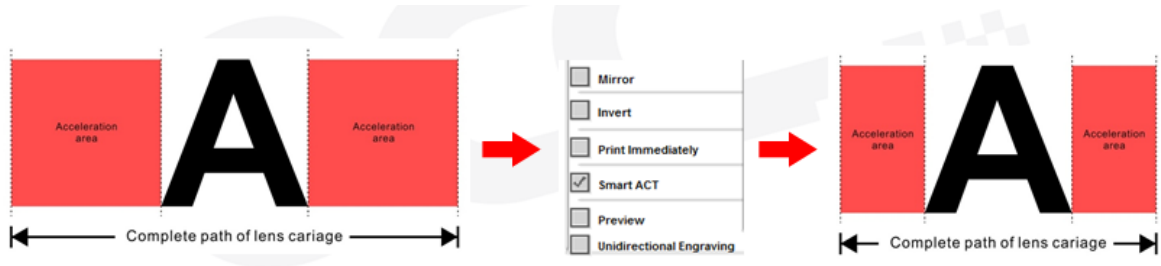 Acceleration
area
A
Acceleration
area
Complete path of lens cariage
Mirror
Invert
Print Immediately
Smart ACT
Preview
Unidirectional Engraving
Acceleration
area
A
Acceleration
area
Complete path of lens cariage